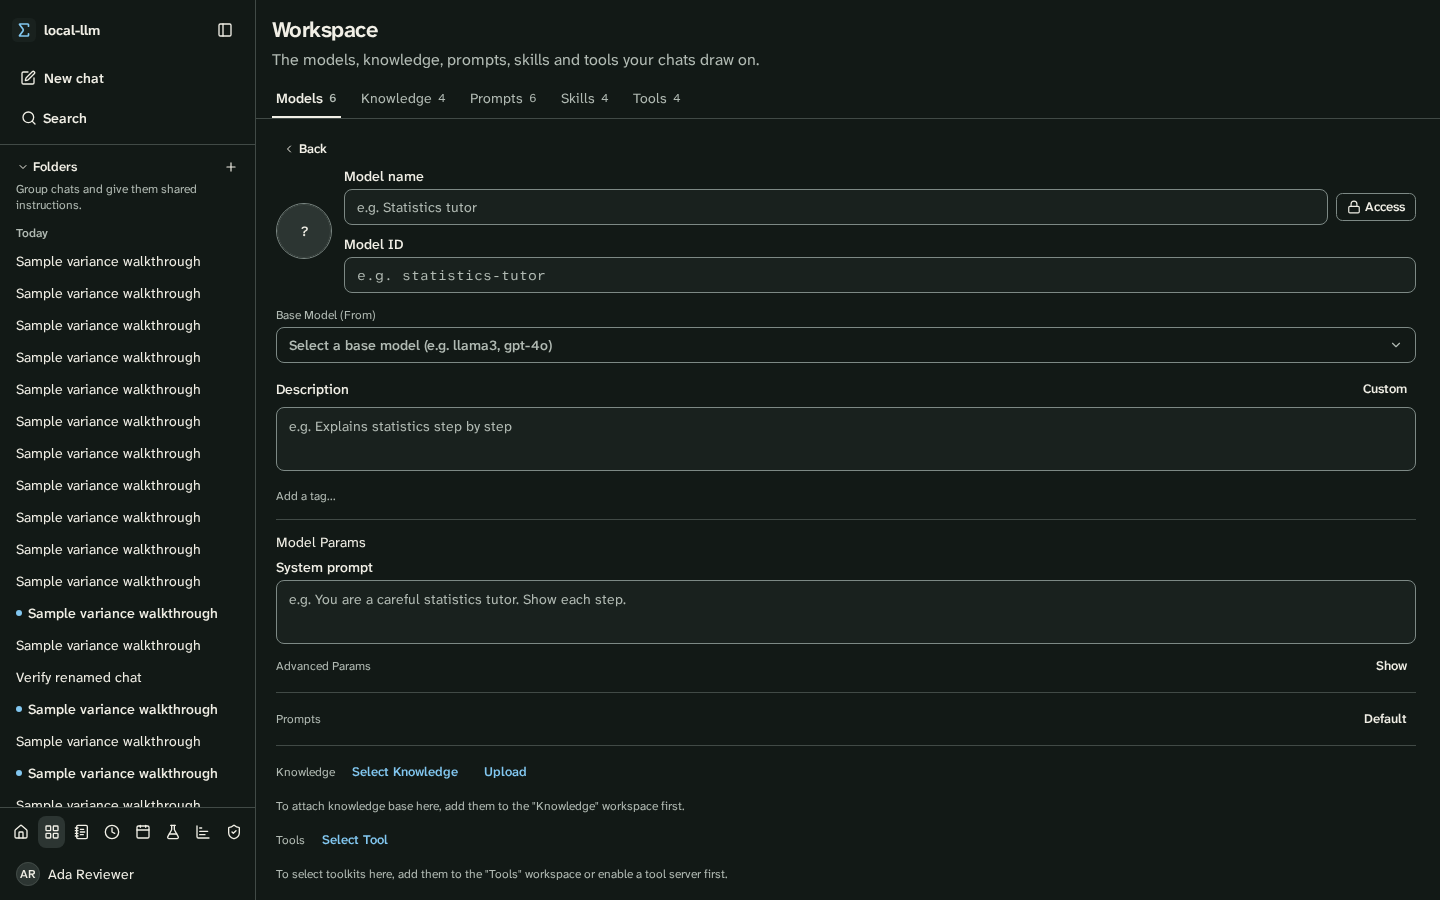 local-llm
New chat
Search
Folders
Group chats and give them shared
instructions.
Today
Sample variance walkthrough
Sample variance walkthrough
Sample variance walkthrough
Sample variance walkthrough
Sample variance walkthrough
Sample variance walkthrough
Sample variance walkthrough
Sample variance walkthrough
Sample variance walkthrough
Sample variance walkthrough
Sample variance walkthrough
Sample variance walkthrough
Sample variance walkthrough
Verify renamed chat
Sample variance walkthrough
Sample variance walkthrough
Sample variance walkthrough
Sample variance walkthrough
AR Ada Reviewer
Workspace
The models, knowledge, prompts, skills and tools your chats draw on.
Models 6 Knowledge 4 Prompts 6 Skills 4 Tools 4
Back
Model name
e.g. Statistics tutor
Access
?
Model ID
e.g. statistics-tutor
Base Model (From)
Select a base model (e.g. llama3, gpt-4o)
Description Custom
e.g. Explains statistics step by step
Add a tag...
Model Params
System prompt
e.g. You are a careful statistics tutor. Show each step.
Advanced Params Show
Prompts Default
Knowledge Select Knowledge Upload
To attach knowledge base here, add them to the "Knowledge" workspace first.
Tools Select Tool
To select toolkits here, add them to the "Tools" workspace or enable a tool server first.